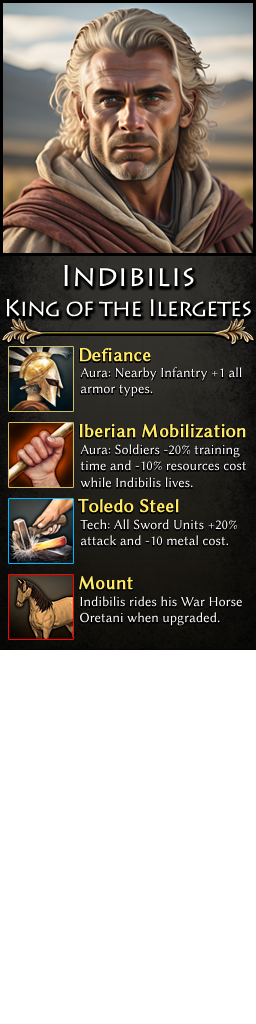 Indibilis
King of the Ilergetes
Defiance
Aura: Nearby Infantry +1 all
armor types.
Iberian Mobilization
Aura: Soldiers -20% training
time and -10% resources cost
while Indibilis lives.
Toledo Steel
Tech: All Sword Units +20%
attack and -10 metal cost.
Mount
Indibilis rides his War Horse
Oretani when upgraded.